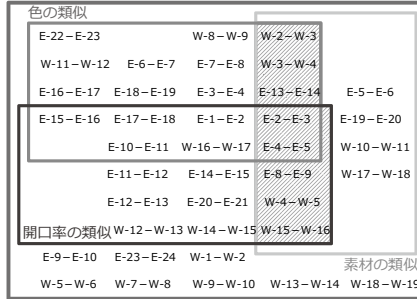 色の類似
E-22−E-23 W-8−W-9 W-2−W-3
W-11−W-12 E-6−E-7 E-7−E-8 W-3−W-4
E-16−E-17 E-18−E-19 E-3−E-4 E-13−E-14 E-5−E-6
E-15−E-16 E-17−E-18 E-1−E-2 E-2−E-3 E-19−E-20
E-10−E-11 W-16−W-17 E-4−E-5 W-10−W-11
E-11−E-12 E-14−E-15 E-8−E-9 W-17−W-18
E-12−E-13 E-20−E-21 W-4−W-5
開口率の類似 W-12−W-13 W-14−W-15 W-15−W-16
E-9−E-10 E-23−E-24 W-1−W-2 素材の類似
W-5−W-6 W-7−W-8 W-9−W-10 W-13−W-14 W-18−W-19